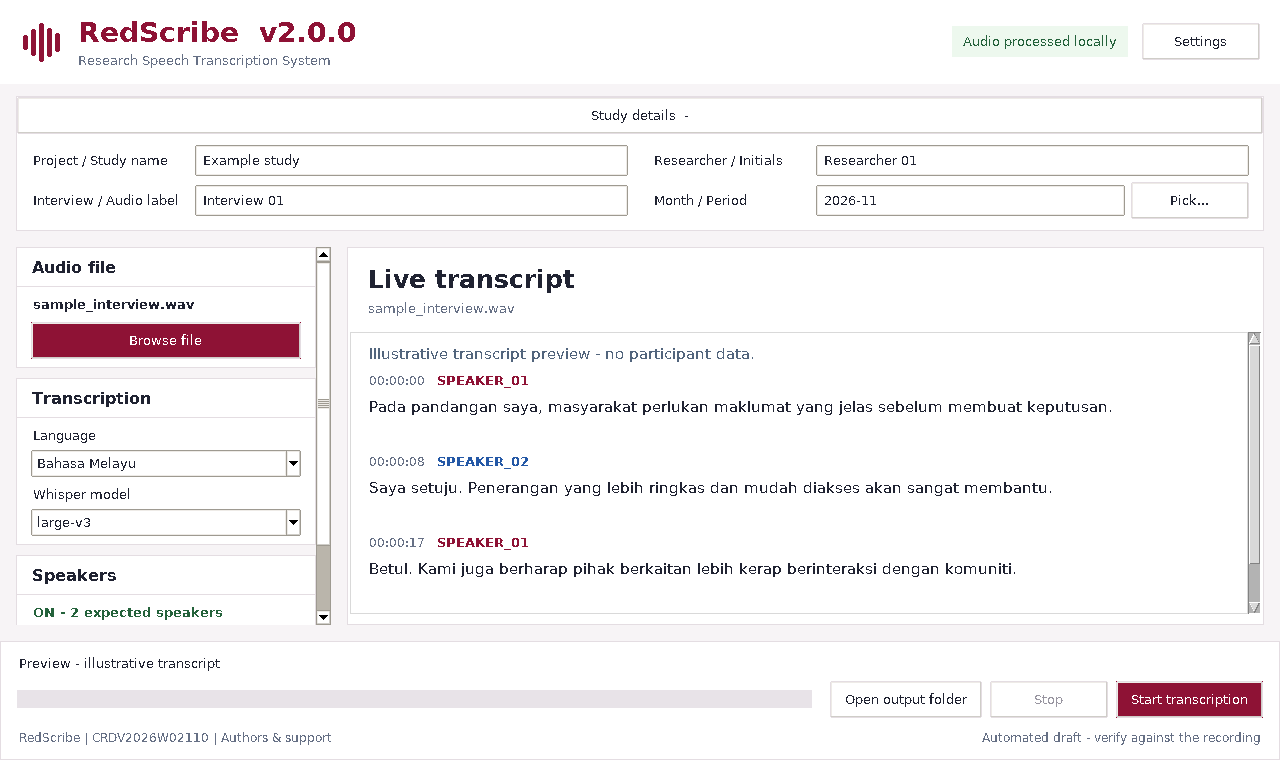 RedScribe v2.0.0
Research Speech Transcription System
Audio processed locally
Settings
Study details -
Project / Study name
Example study
Researcher / Initials
Researcher 01
Interview / Audio label
Interview 01
Month / Period
2026-11
Pick...
Audio file
sample_interview.wav
Browse file
Transcription
Language
Bahasa Melayu
Whisper model
large-v3
Speakers
ON - 2 expected speakers
Live transcript
sample_interview.wav
Illustrative transcript preview - no participant data.
00:00:00 SPEAKER_01
Pada pandangan saya, masyarakat perlukan maklumat yang jelas sebelum membuat keputusan.
00:00:08 SPEAKER_02
Saya setuju. Penerangan yang lebih ringkas dan mudah diakses akan sangat membantu.
00:00:17 SPEAKER_01
Betul. Kami juga berharap pihak berkaitan lebih kerap berinteraksi dengan komuniti.
Preview - illustrative transcript
Open output folder
Stop
Start transcription
RedScribe | CRDV2026W02110 | Authors & support
Automated draft - verify against the recording